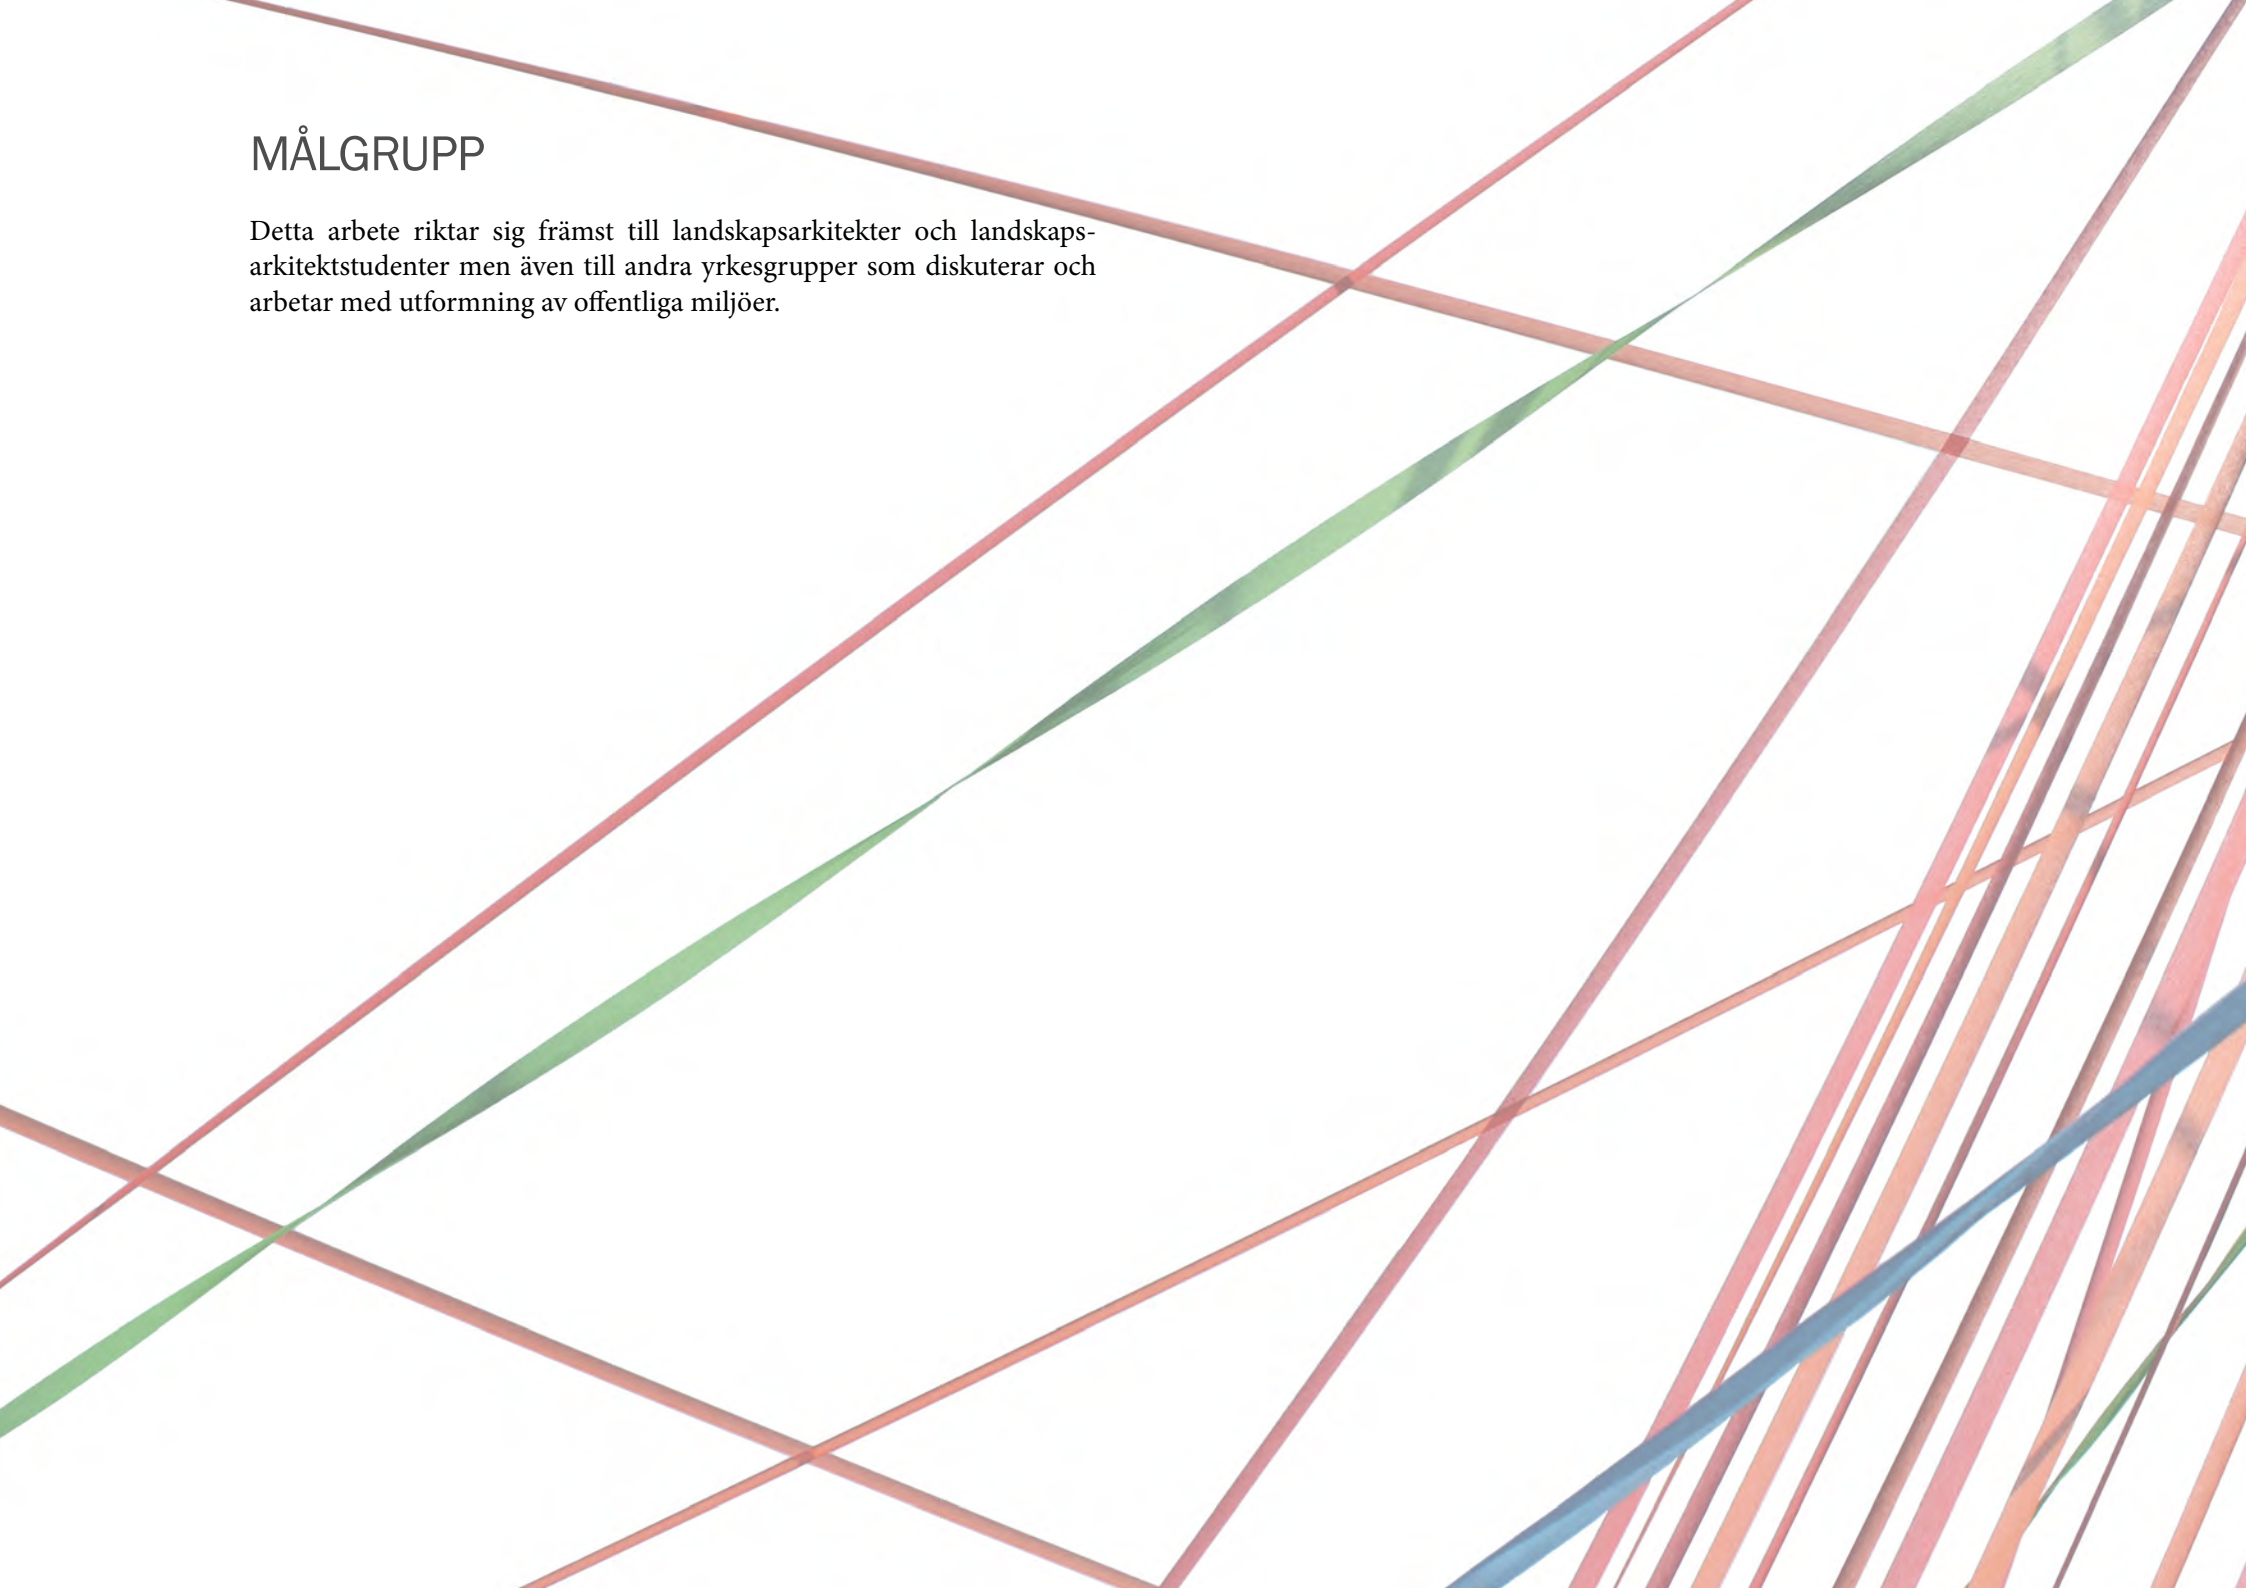 MÅLGRUPP
Detta arbete riktar sig främst till landskapsarkitekter och landskaps-
arkitektstudenter men även till andra yrkesgrupper som diskuterar och
arbetar med utformning av offentliga miljöer.